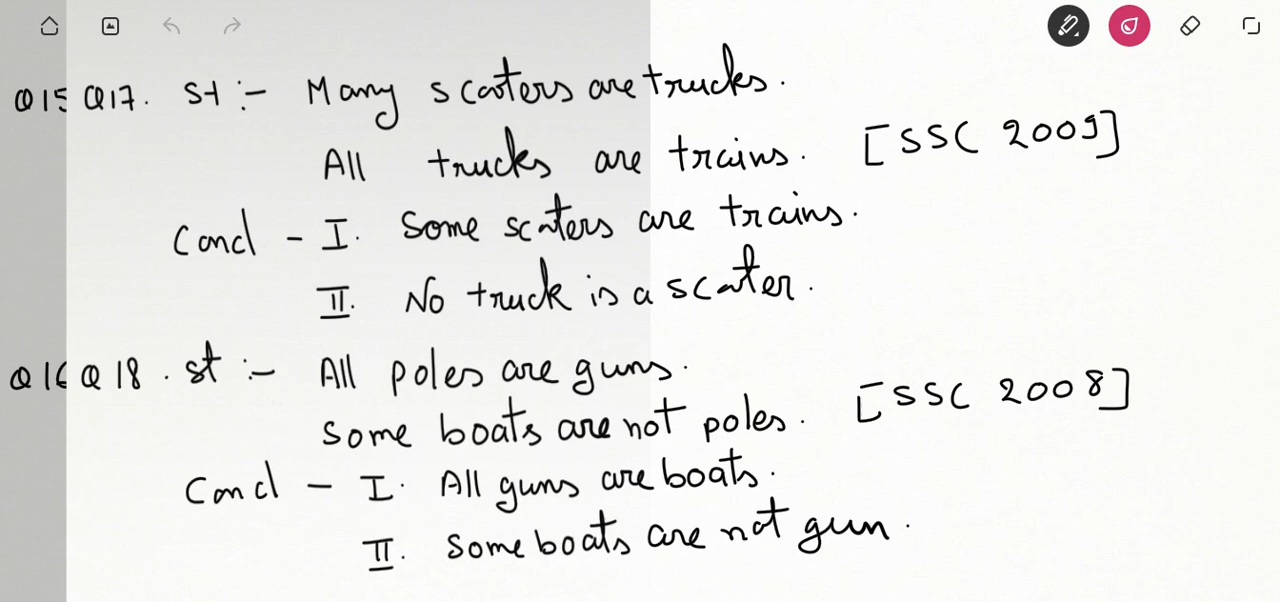 Q15 Q17. St :- Many scooters are trucks.
All trucks are trains. [SSC 2009]
Concl - I. Some scooters are trains.
II. No truck is a scooter.
Q16 Q18. st :- All poles are guns.
Some boats are not poles. [SSC 2008]
Concl - I. All guns are boats.
II. Some boats are not gun.